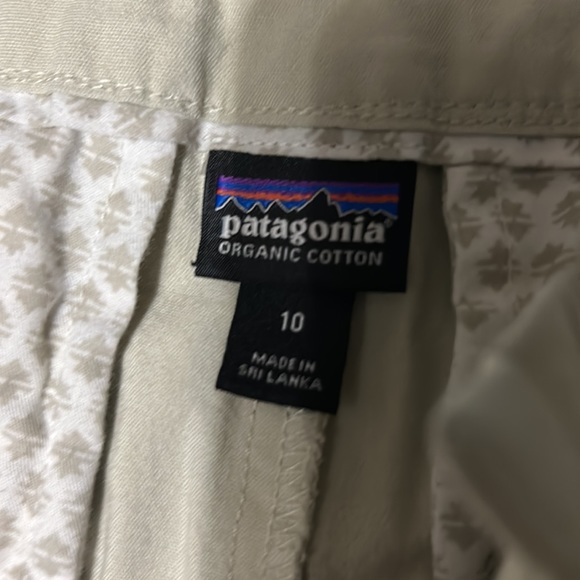 patagonia®
ORGANIC COTTON
10
MADE IN
SRI LANKA